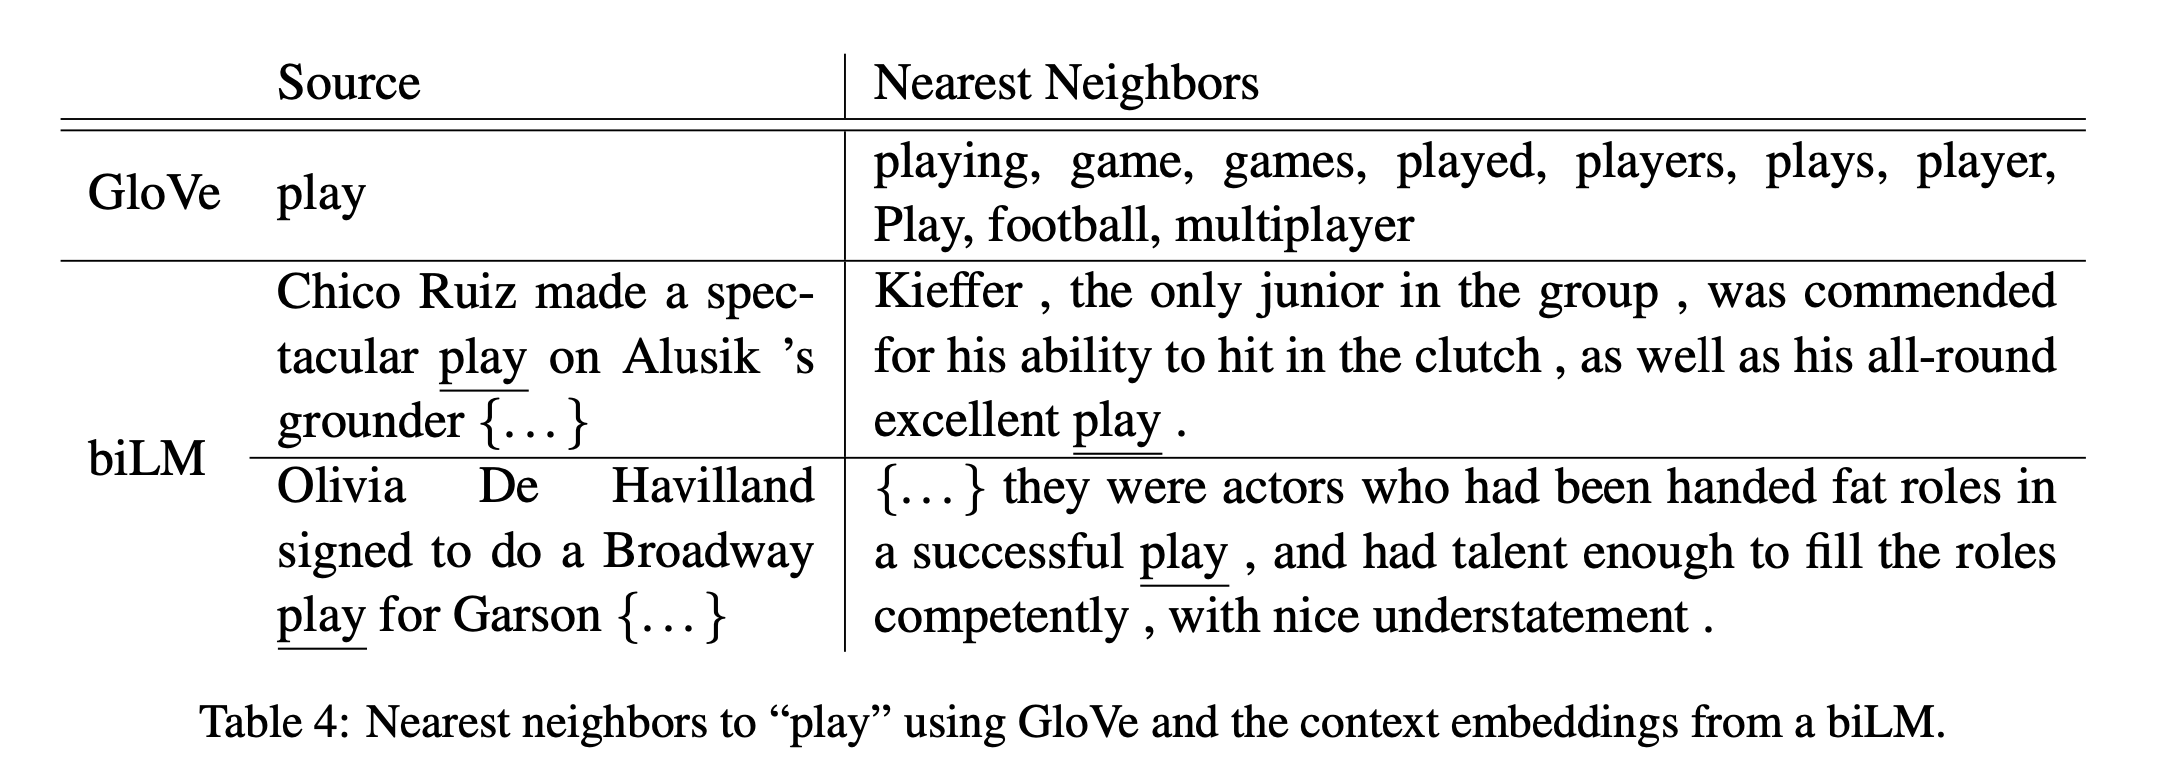 Source Nearest Neighbors
GloVe play playing, game, games, played, players, plays, player,
Play, football, multiplayer
biLM
Chico Ruiz made a spec-
tacular play on Alusik ’s
grounder {...}
Kieffer , the only junior in the group , was commended
for his ability to hit in the clutch , as well as his all-round
excellent play .
Olivia De Havilland
signed to do a Broadway
play for Garson {...}
{...} they were actors who had been handed fat roles in
a successful play , and had talent enough to fill the roles
competently , with nice understatement .
Table 4: Nearest neighbors to “play” using GloVe and the context embeddings from a biLM.